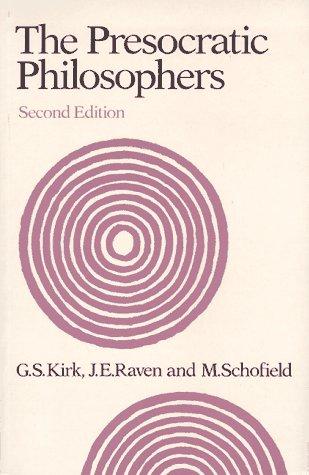 The Presocratic
Philosophers
Second Edition
G.S.Kirk, J.E.Raven and M.Schofield